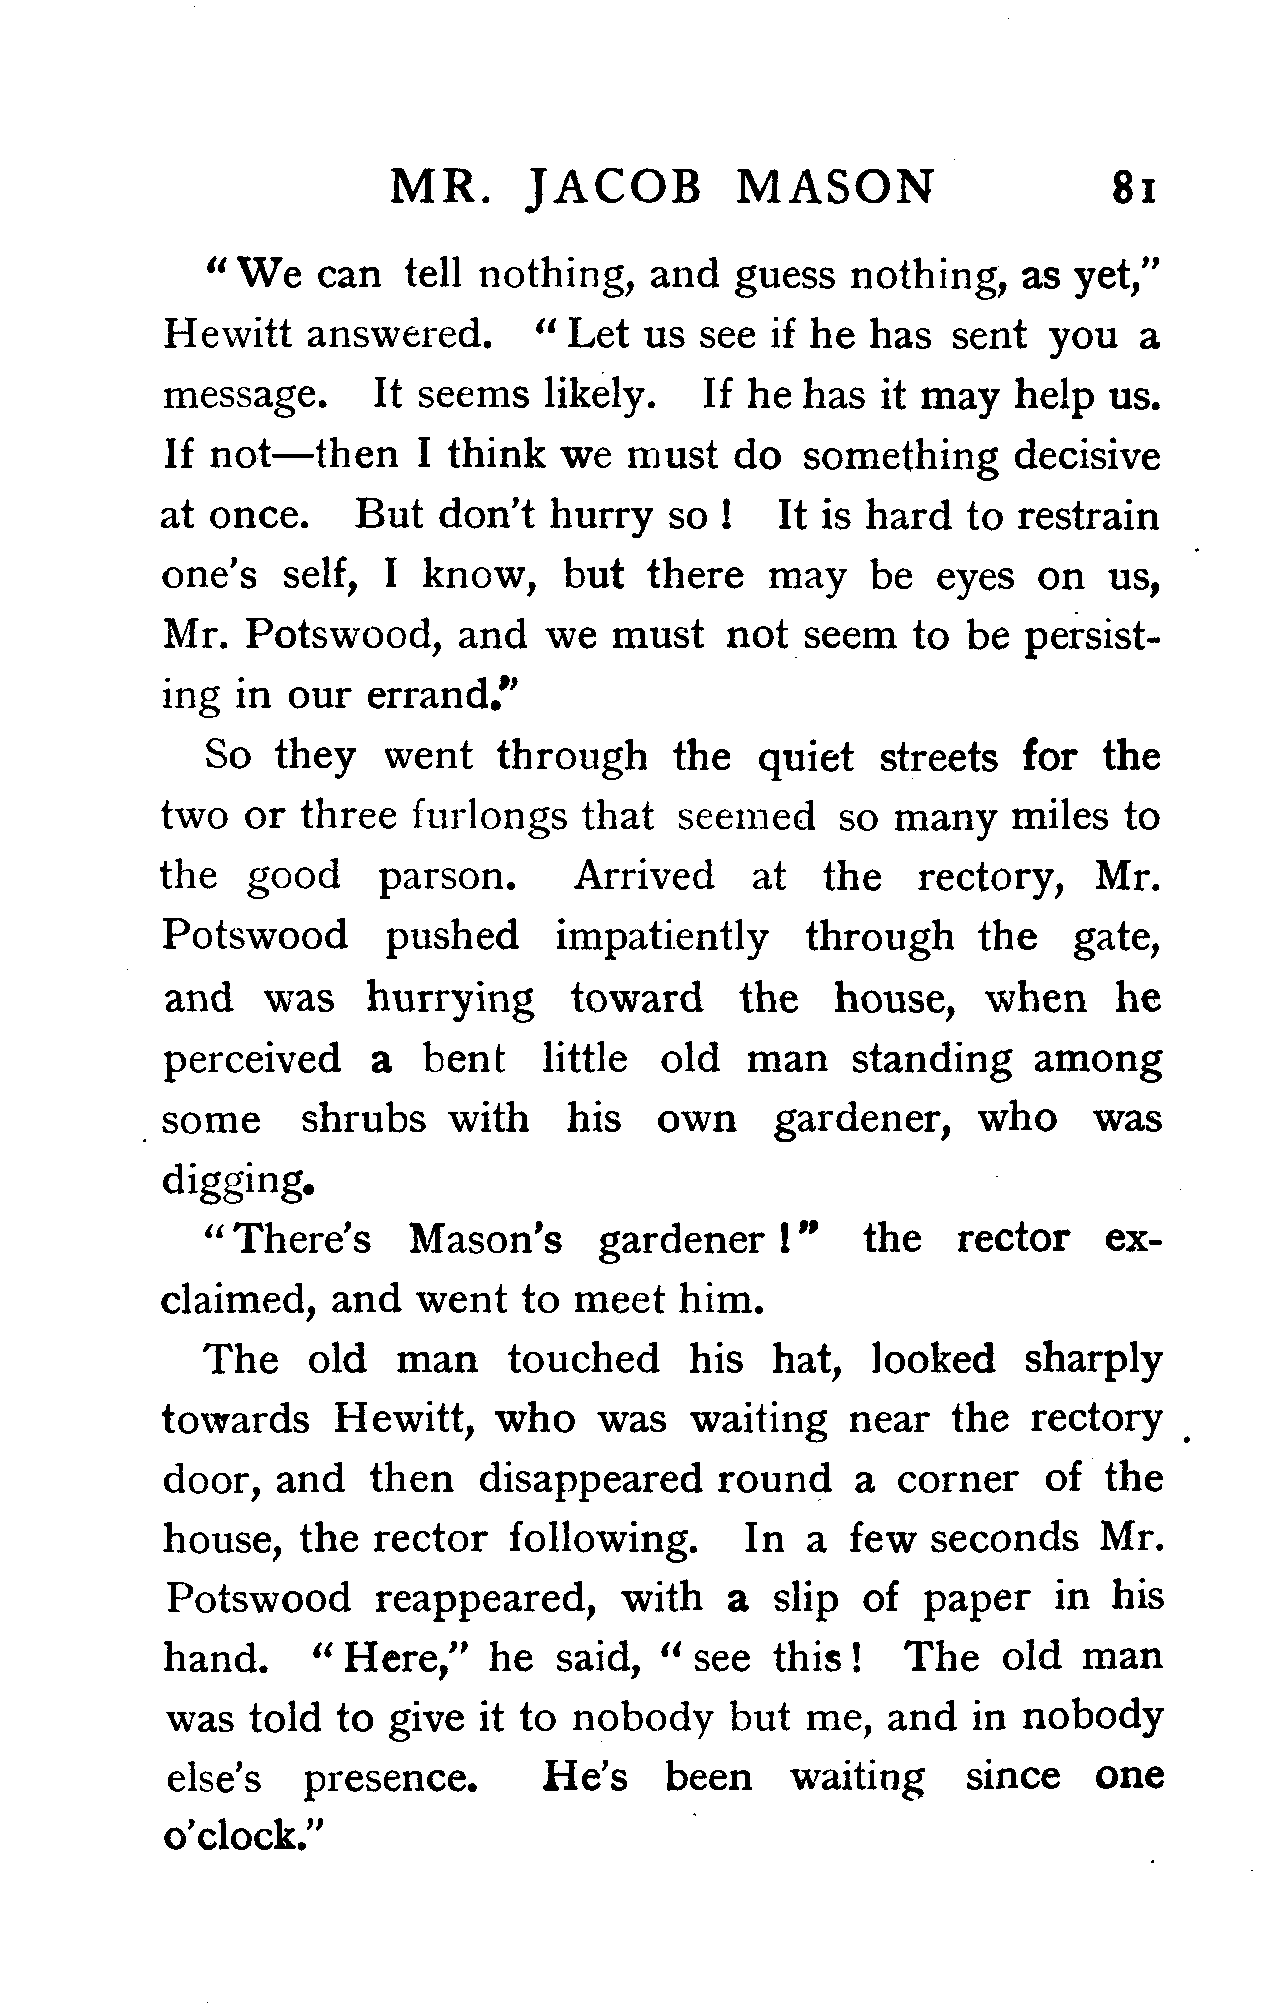 MR. JACOB MASON 81
"We can tell nothing, and guess nothing, as yet,"
Hewitt answered. "Let us see if he has sent you a
message. It seems likely. If he has it may help us.
If not—then I think we must do something decisive
at once. But don't hurry so! It is hard to restrain
one's self, I know, but there may be eyes on us,
Mr. Potswood, and we must not seem to be persist-
ing in our errand."
So they went through the quiet streets for the
two or three furlongs that seemed so many miles to
the good parson. Arrived at the rectory, Mr.
Potswood pushed impatiently through the gate,
and was hurrying toward the house, when he
perceived a bent little old man standing among
some shrubs with his own gardener, who was
digging.
"There's Mason's gardener!" the rector ex-
claimed, and went to meet him.
The old man touched his hat, looked sharply
towards Hewitt, who was waiting near the rectory
door, and then disappeared round a corner of the
house, the rector following. In a few seconds Mr.
Potswood reappeared, with a slip of paper in his
hand. "Here," he said, "see this! The old man
was told to give it to nobody but me, and in nobody
else's presence. He's been waiting since one
o'clock."